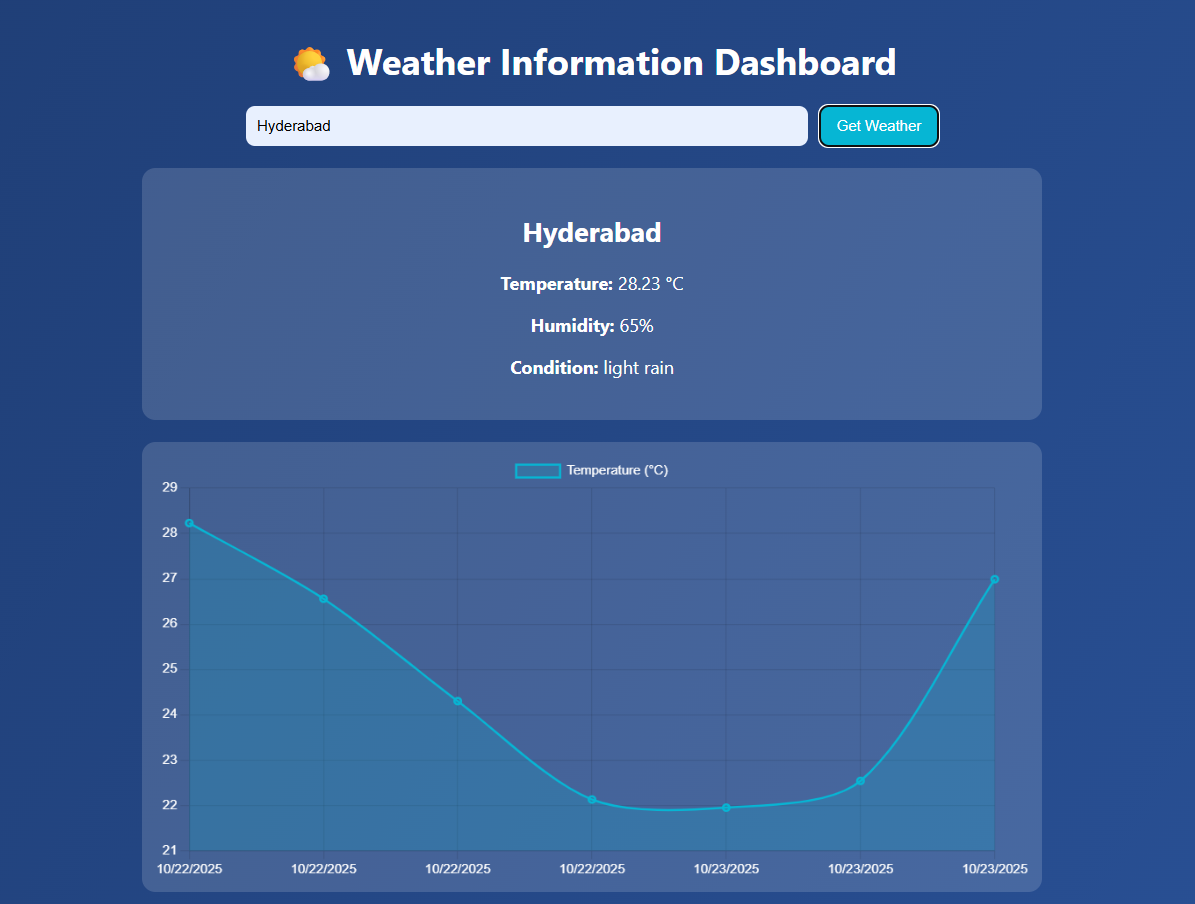 Weather Information Dashboard
Hyderabad
Get Weather
Hyderabad
Temperature: 28.23 °C
Humidity: 65%
Condition: light rain
Temperature (°C)
29
28
27
26
25
24
23
22
21
10/22/2025 10/22/2025 10/22/2025 10/22/2025 10/23/2025 10/23/2025 10/23/2025